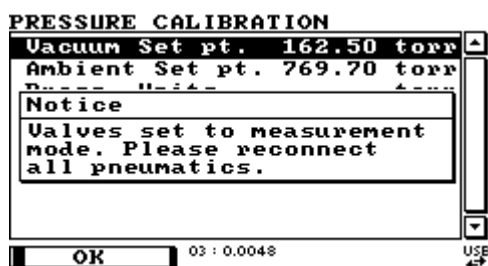 PRESSURE CALIBRATION
Vacuum Set pt. 162.50 torr
Ambient Set pt. 769.70 torr
Notice
Valves set to measurement
mode. Please reconnect
all pneumatics.
OK
03 : 0.0048
USB